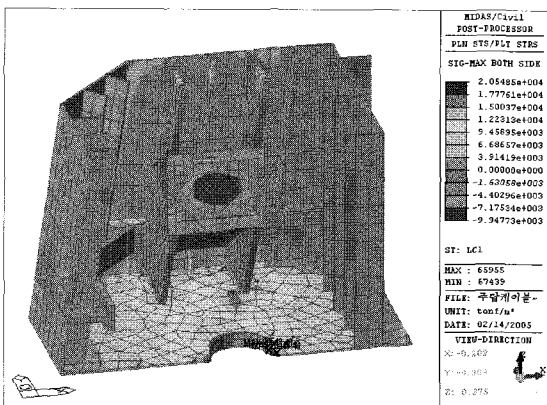 MIDAS/Civil
POST-PROCESSOR
PLN STS/PLT STRS
SIG-MAX BOTH SIDE
2.05485e+004
1.77761e+004
1.50037e+004
1.22313e+004
9.45895e+003
6.68657e+003
3.91419e+003
0.00000e+000
-1.63058e+003
-4.40296e+003
-7.17534e+003
-9.94773e+003
ST: LC1
MAX : 65955
MIN : 67439
FILE: 주탑케이블~
UNIT: tonf/m²
DATE: 02/14/2005
VIEW-DIRECTION
X:
Y:
Z: 0.275
X